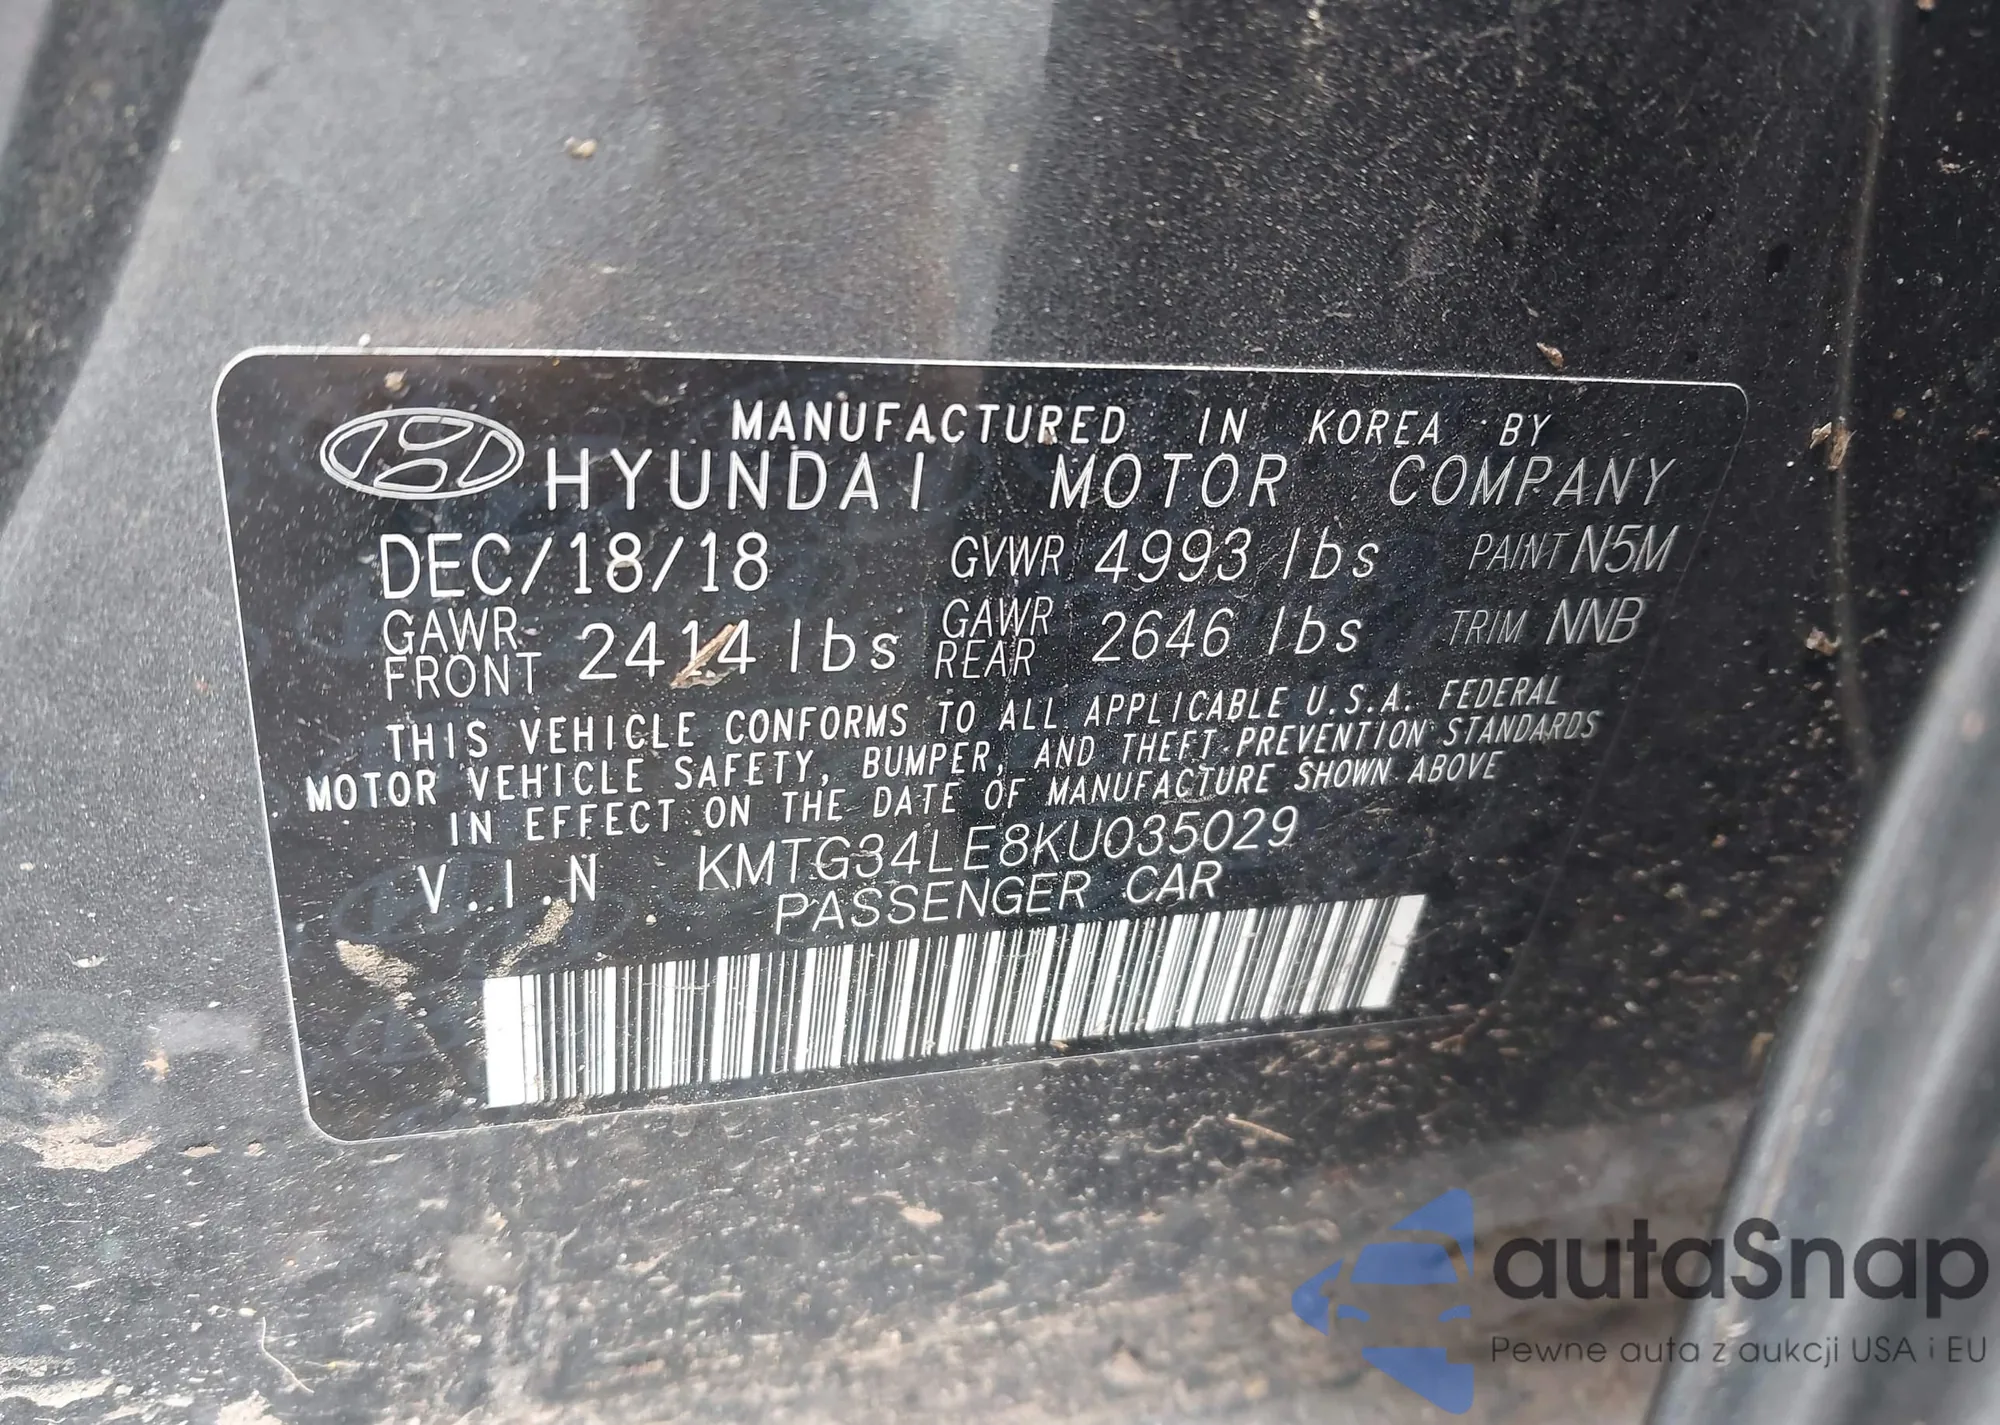 MANUFACTURED IN KOREA BY
HYUNDAI MOTOR COMPANY
DEC/18/18 GVWR 4993 lbs PAINT N5M
GAWR FRONT 2414 lbs GAWR REAR 2646 lbs TRIM NNB
THIS VEHICLE CONFORMS TO ALL APPLICABLE U.S.A. FEDERAL
MOTOR VEHICLE SAFETY, BUMPER, AND THEFT PREVENTION STANDARDS
IN EFFECT ON THE DATE OF MANUFACTURE SHOWN ABOVE
V.I.N KMTG34LE8KU035029
PASSENGER CAR
autaSnap
Pewne auta z aukcji USA i EU